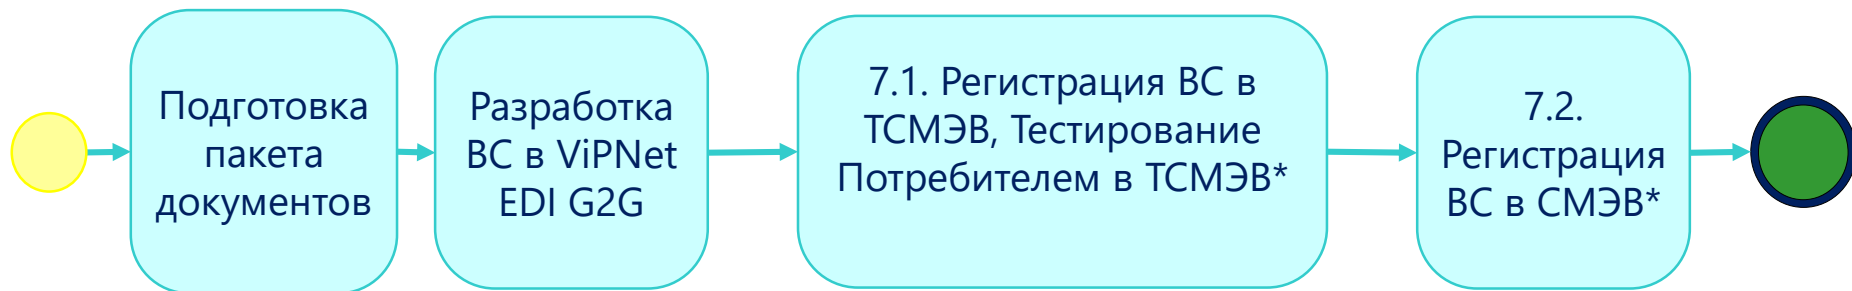 Подготовка
пакета
документов
Разработка
ВС в ViPNet
EDI G2G
7.1. Регистрация ВС в
ТСМЭВ, Тестирование
Потребителем в ТСМЭВ*
7.2.
Регистрация
ВС в СМЭВ*